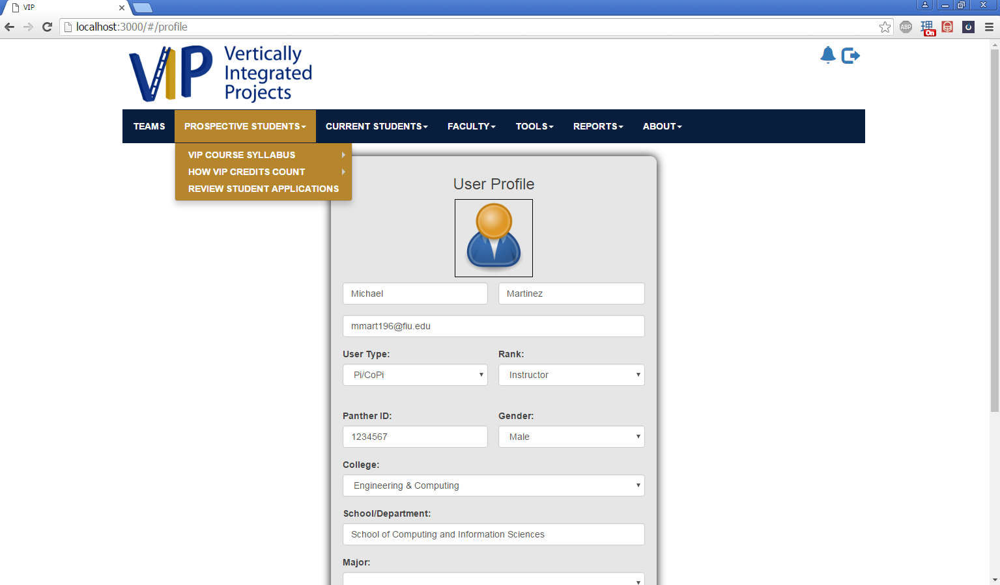 VIP
localhost:3000/#/profile
ABP
理
On
VIP
Vertically
Integrated
Projects
TEAMS PROSPECTIVE STUDENTS CURRENT STUDENTS FACULTY TOOLS REPORTS ABOUT
VIP COURSE SYLLABUS
HOW VIP CREDITS COUNT
REVIEW STUDENT APPLICATIONS
User Profile
Michael Martinez
mmart196@fiu.edu
User Type: Rank:
Pi/CoPi Instructor
Panther ID: Gender:
1234567 Male
College:
Engineering & Computing
School/Department:
School of Computing and Information Sciences
Major: